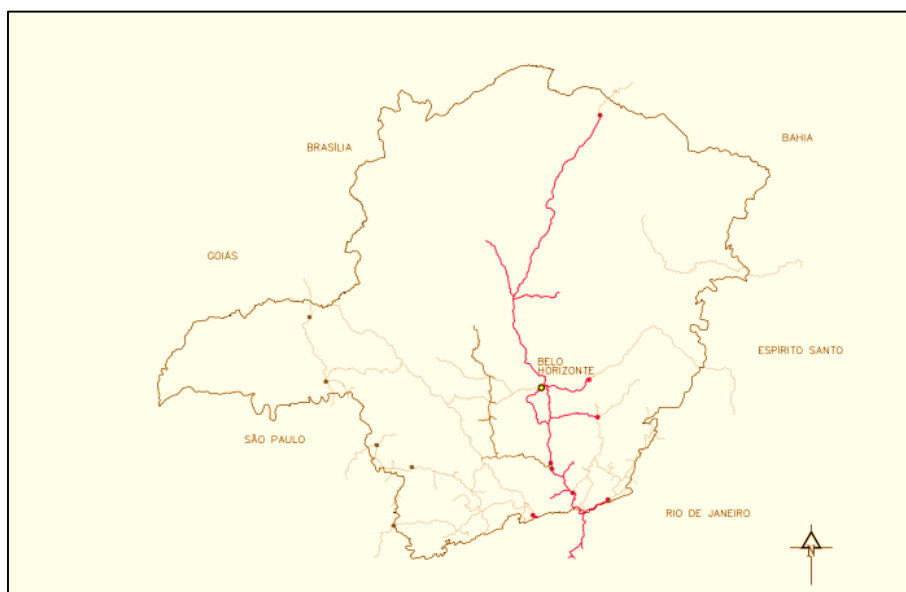 BAHIA
BRASÍLIA
GOIÁS
ESPÍRITO SANTO
BELO
HORIZONTE
SÃO PAULO
RIO DE JANEIRO
N